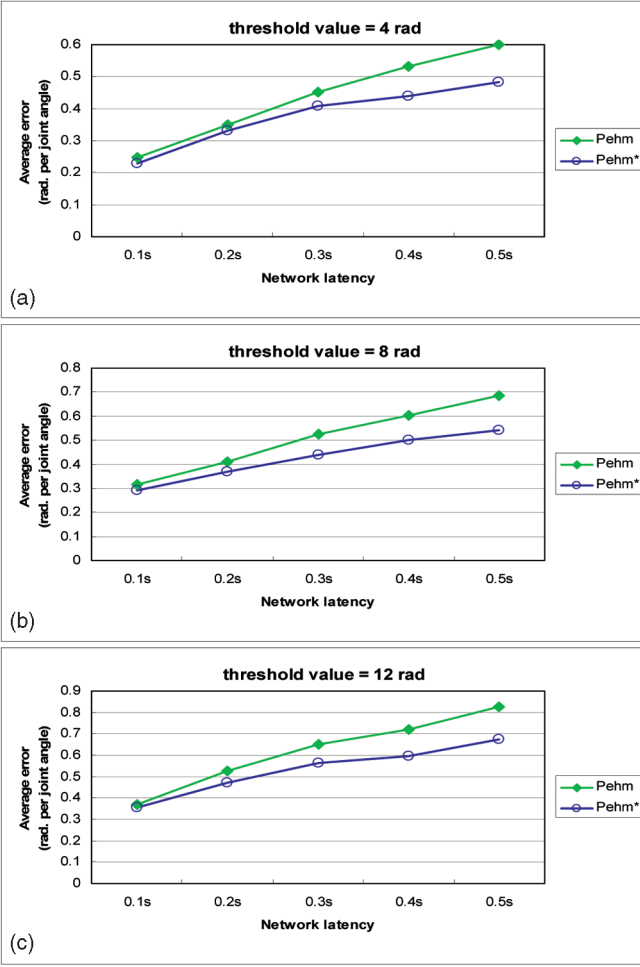 threshold value = 4 rad
0.6
0.5
0.4
0.3
0.2
0.1
0
Average error
(rad. per joint angle)
0.1s 0.2s 0.3s 0.4s 0.5s
Network latency
Pehm
Pehm*
(a)
threshold value = 8 rad
0.8
0.7
0.6
0.5
0.4
0.3
0.2
0.1
0
Average error
(rad. per joint angle)
0.1s 0.2s 0.3s 0.4s 0.5s
Network latency
Pehm
Pehm*
(b)
threshold value = 12 rad
0.9
0.8
0.7
0.6
0.5
0.4
0.3
0.2
0.1
0
Average error
(rad. per joint angle)
0.1s 0.2s 0.3s 0.4s 0.5s
Network latency
Pehm
Pehm*
(c)